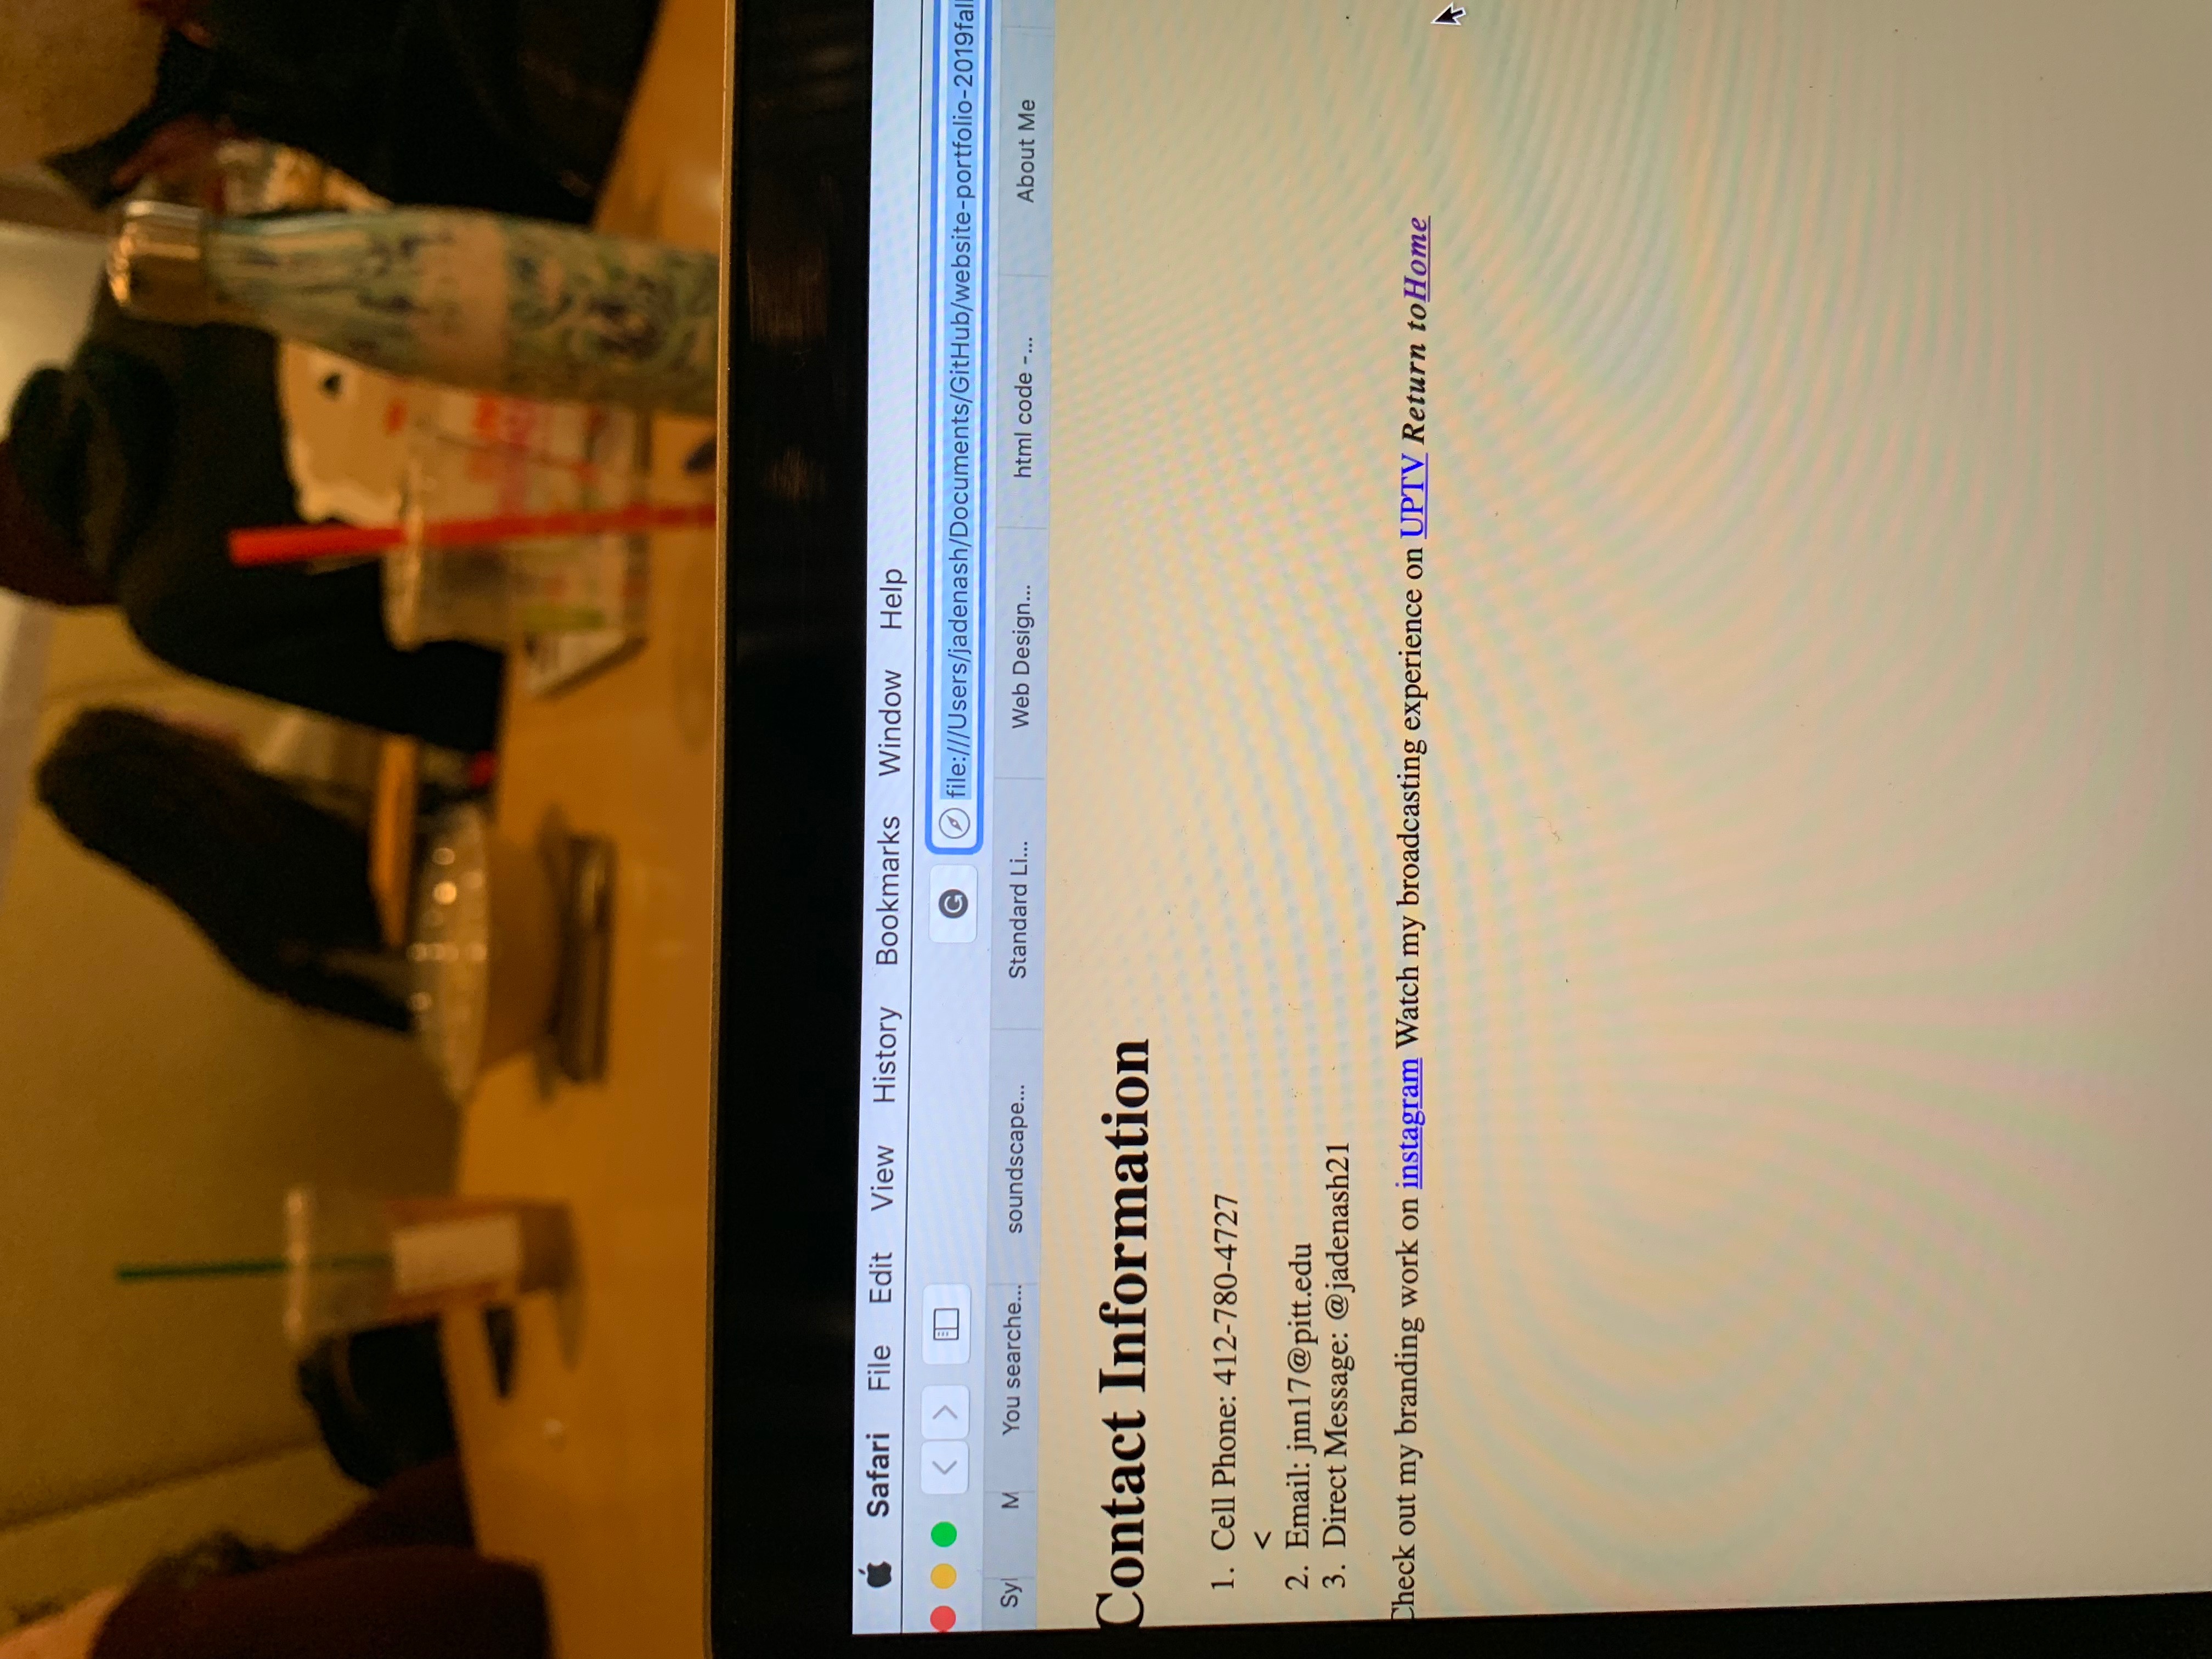 Safari File Edit View History Bookmarks Window Help
file:///Users/jadenash/Documents/GitHub/website-portfolio-2019fall
Syl M You searche... soundscape... Standard Li... Web Design... html code -... About Me
Contact Information
1. Cell Phone: 412-780-4727
<
2. Email: jnn17@pitt.edu
3. Direct Message: @jadenash21
Check out my branding work on instagram Watch my broadcasting experience on UPTV Return toHome